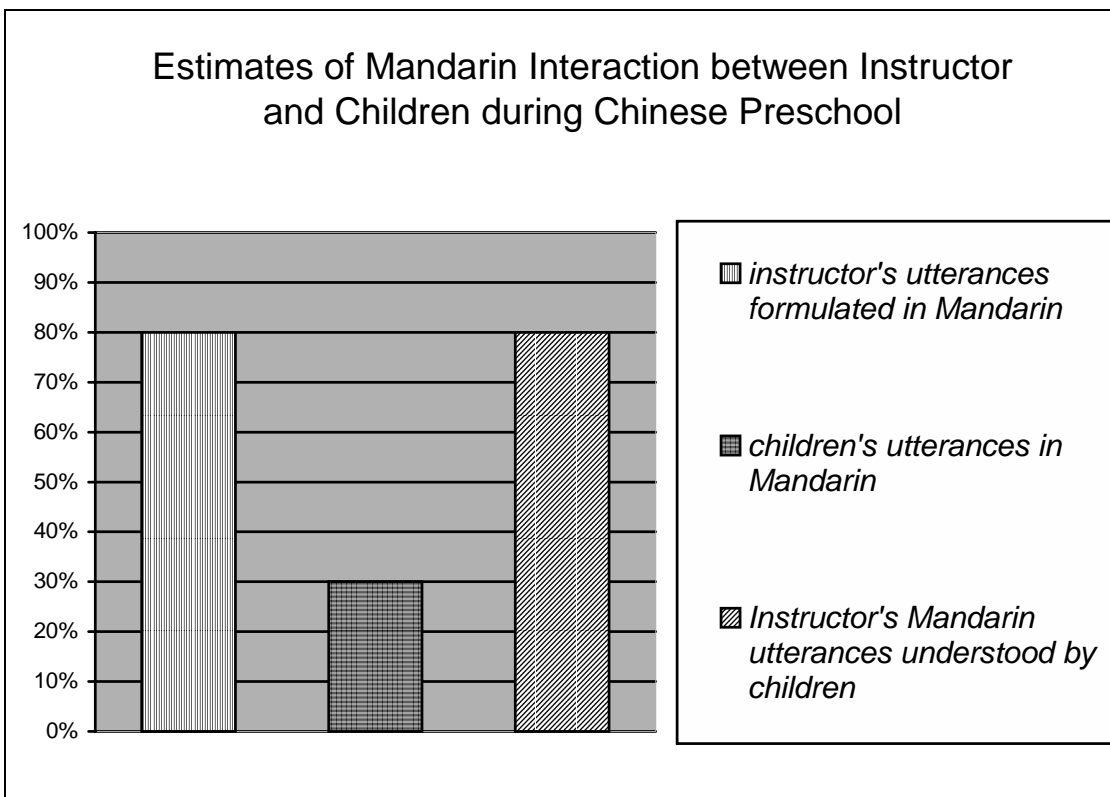 Estimates of Mandarin Interaction between Instructor
and Children during Chinese Preschool
100%
90%
80%
70%
60%
50%
40%
30%
20%
10%
0%
instructor's utterances
formulated in Mandarin
children's utterances in
Mandarin
Instructor's Mandarin
utterances understood by
children